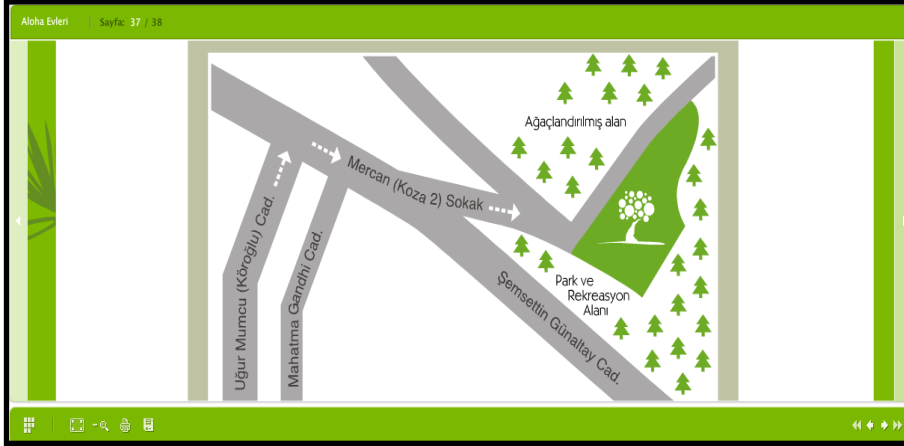 Aloha Evleri
Sayfa: 37 / 38
Ağaçlandırılmış alan
Mercan (Koza 2) Sokak
Uğur Mumcu (Köroğlu) Cad.
Mahatma Gandhi Cad.
Park ve
Rekreasyon
Alanı
Şemsettin Günaltay Cad.